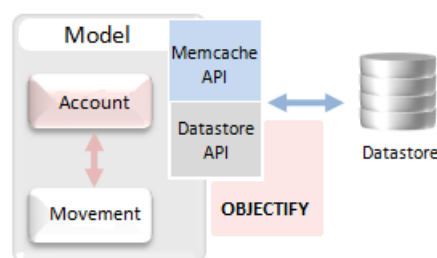 Model
Memcache
API
Account
Datastore
API
Datastore
Movement
OBJECTIFY